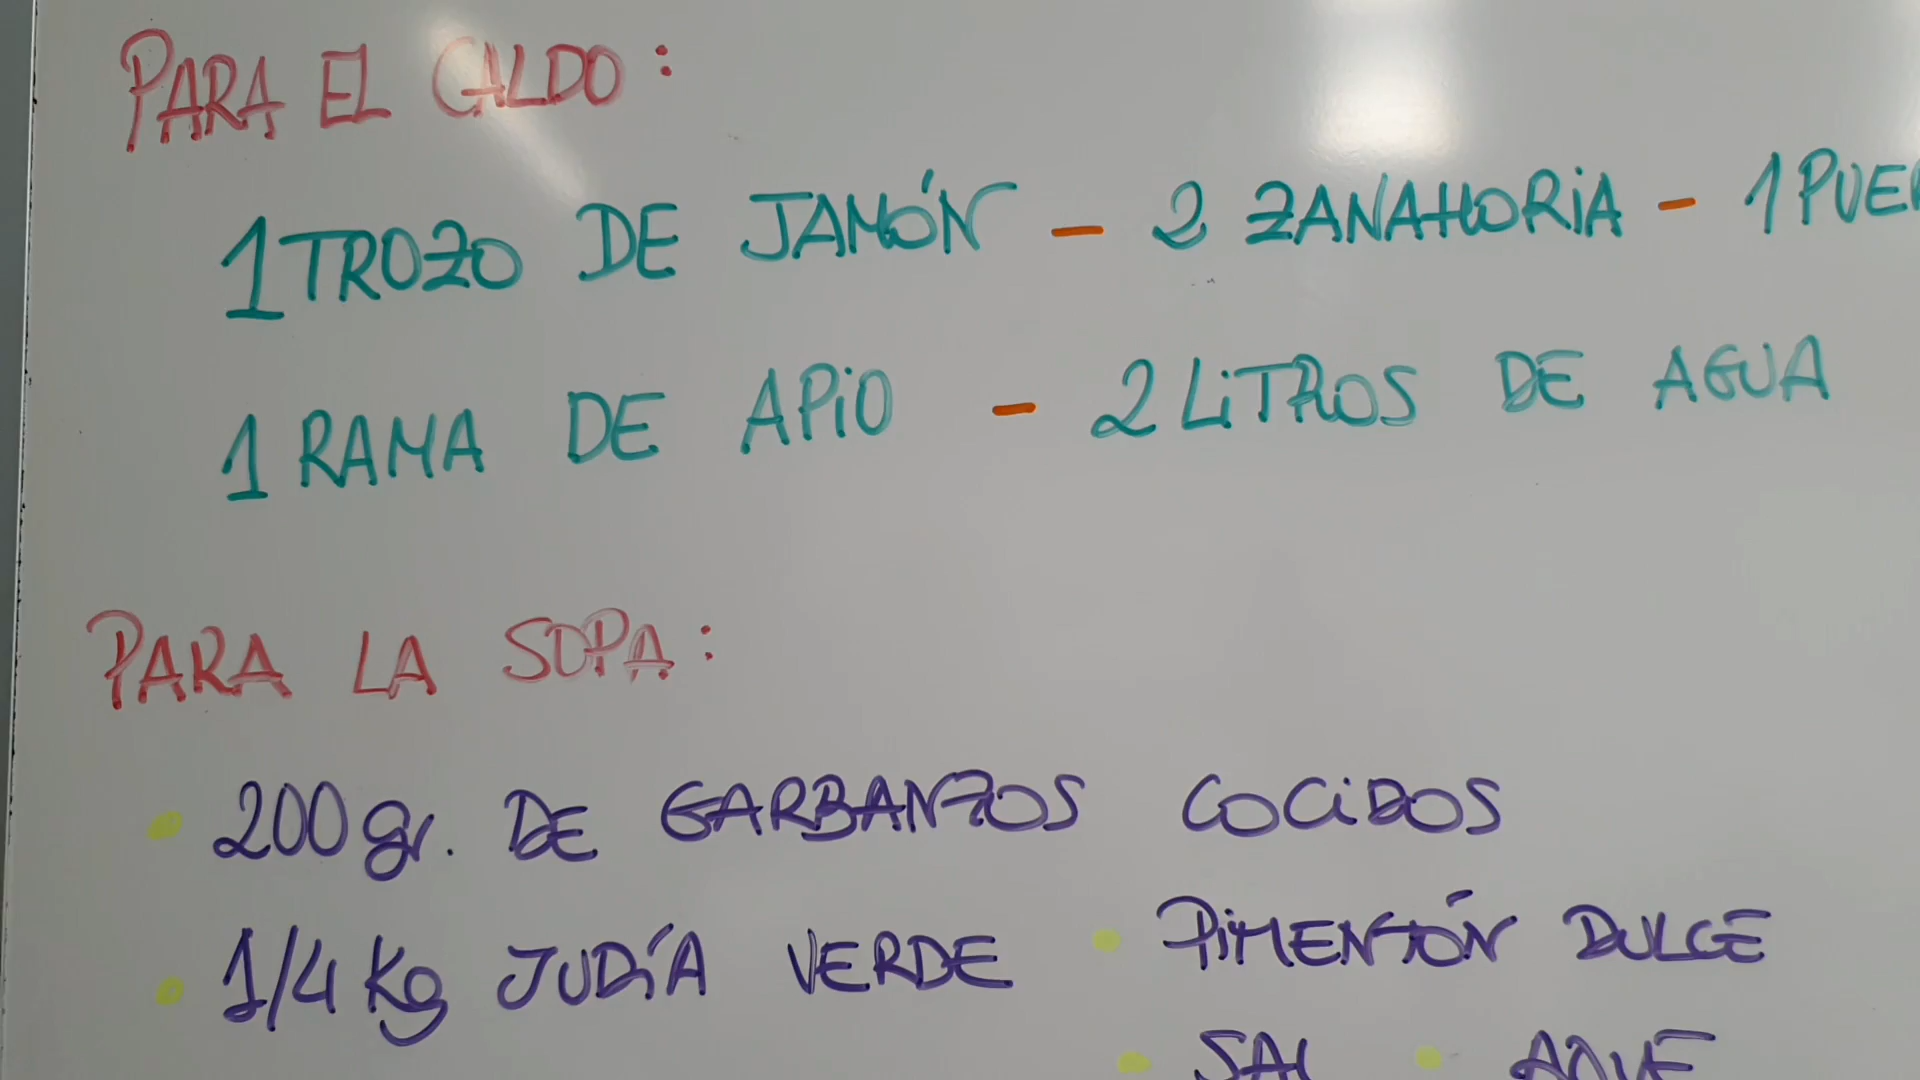 PARA EL CALDO:
1 TROZO DE JAMÓN - 2 ZANAHORIA - 1
1 RAMA DE APIO - 2 LITROS DE AGUA
PARA LA SOPA:
• 200 gr. DE GARBANZOS COCIDOS
• 1/4 Kg JUDÍA VERDE • PIMENTÓN DULCE
• SAL •